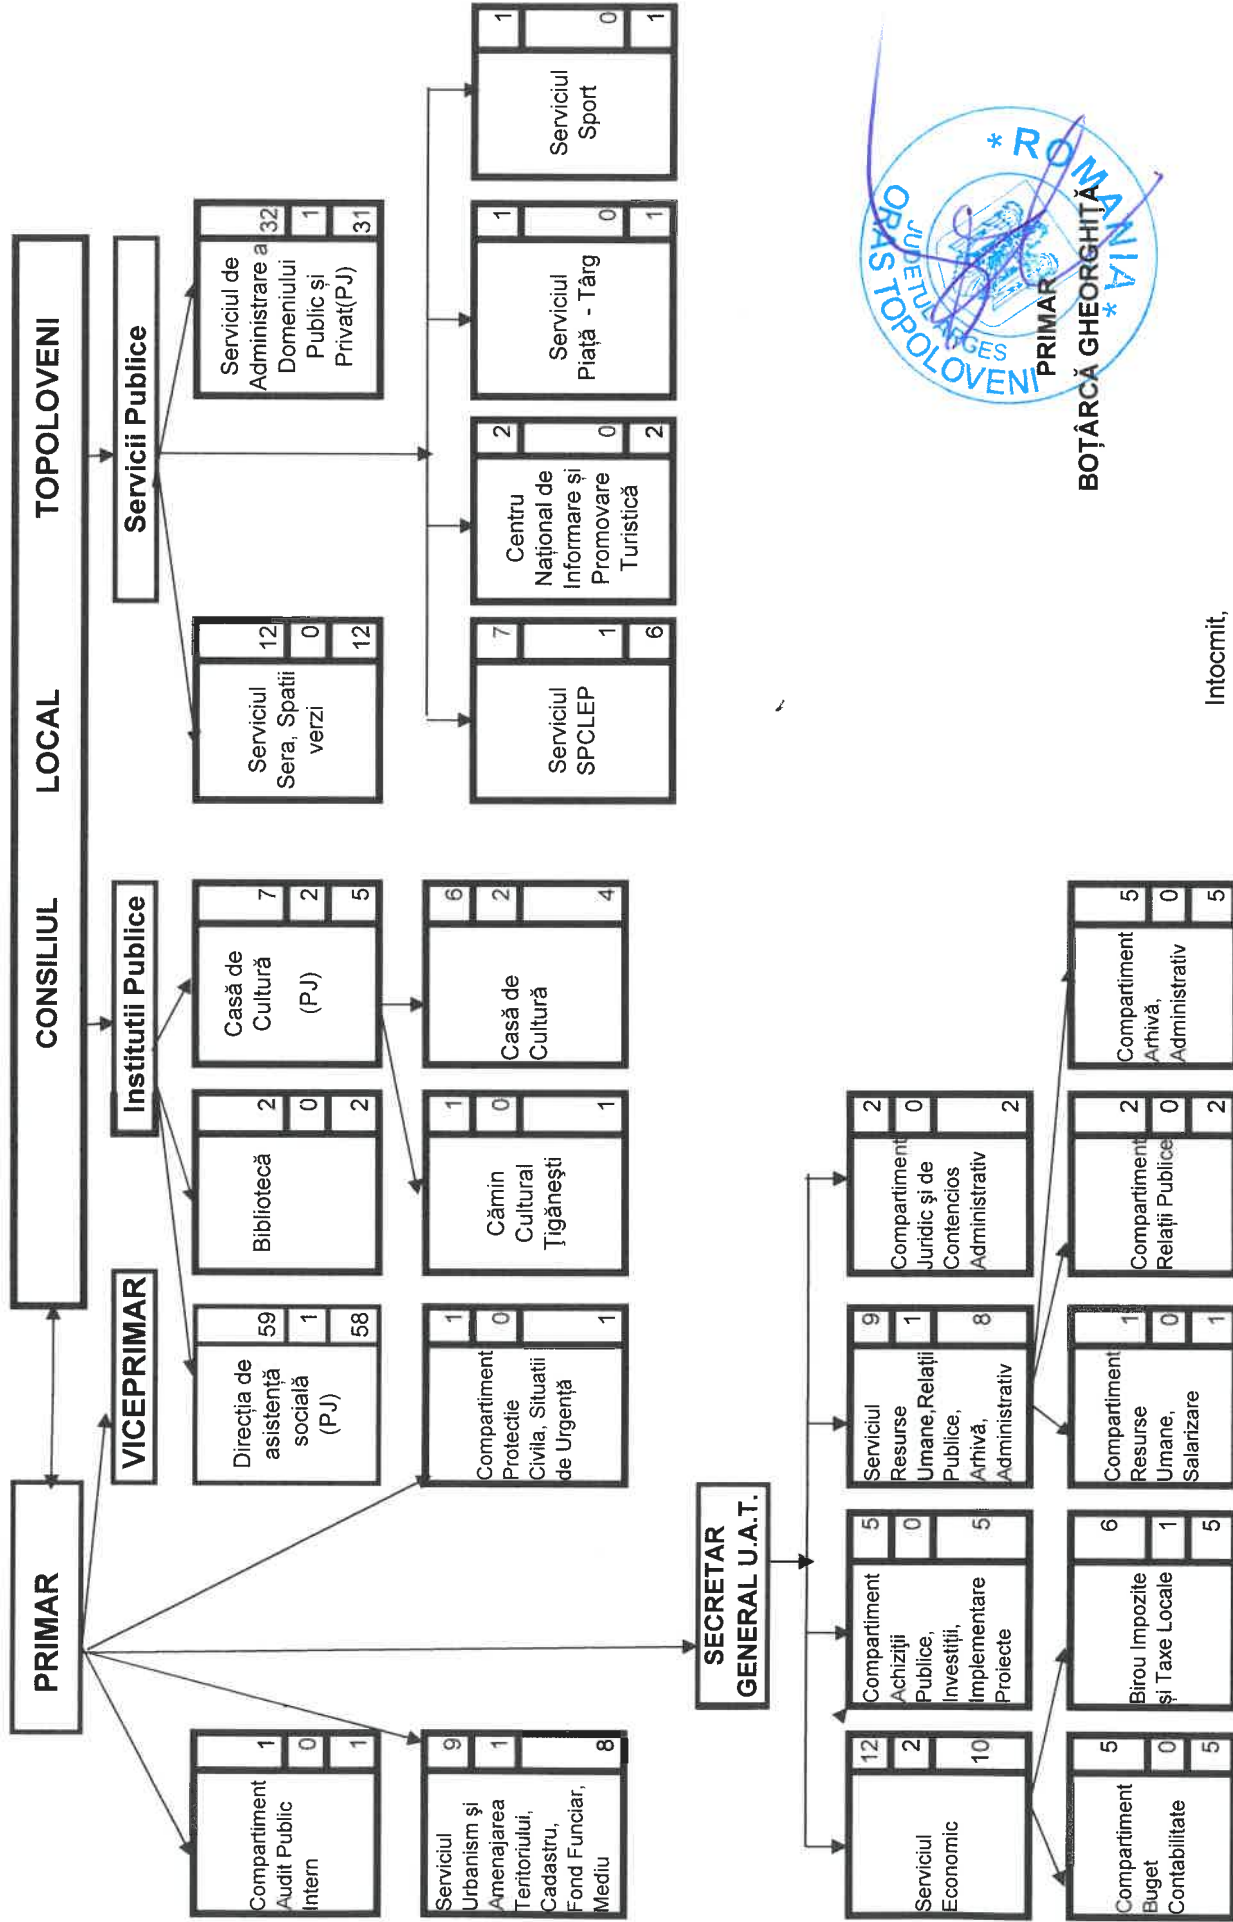 CONSILIUL LOCAL TOPOLOVENI
PRIMAR
VICEPRIMAR
Institutii Publice
Servicii Publice
Compartiment
Audit Public
Intern
1
0
1
Direcția de
asistență
socială
(PJ)
59
1
58
Bibliotecă
2
0
2
Casă de
Cultură
(PJ)
7
2
5
Serviciul
Sera, Spatii
verzi
12
0
12
Serviciul de
Administrare a
Domeniului
Public și
Privat(PJ)
32
1
31
Serviciul
Urbanism și
Amenajarea
Teritoriului,
Cadastru,
Fond Funciar,
Mediu
9
1
8
Compartiment
Protectie
Civila, Situatii
de Urgență
1
0
1
Cămin
Cultural
Țigănești
1
0
1
Casă de
Cultură
6
2
4
Serviciul
SPCLEP
7
1
6
Centru
Național de
Informare și
Promovare
Turistică
2
0
2
Serviciul
Piață - Târg
1
0
1
Serviciul
Sport
1
0
1
SECRETAR
GENERAL U.A.T.
Serviciul
Economic
12
2
10
Compartiment
Achiziții
Publice,
Investiții,
Implementare
Proiecte
5
0
5
Serviciul
Resurse
Umane,Relații
Publice,
Arhivă,
Administrativ
9
1
8
Compartiment
Juridic și de
Contencios
Administrativ
2
0
2
Compartiment
Buget
Contabilitate
5
0
5
Birou Impozite
și Taxe Locale
6
1
5
Compartiment
Resurse
Umane,
Salarizare
1
0
1
Compartiment
Relații Publice
2
0
2
Compartiment
Arhivă,
Administrativ
5
0
5
* ROMANIA *
ORAS TOPOLOVENI
JUDETUL ARGES
PRIMAR
BOȚÂRCĂ GHEORGHIȚĂ
Intocmit,